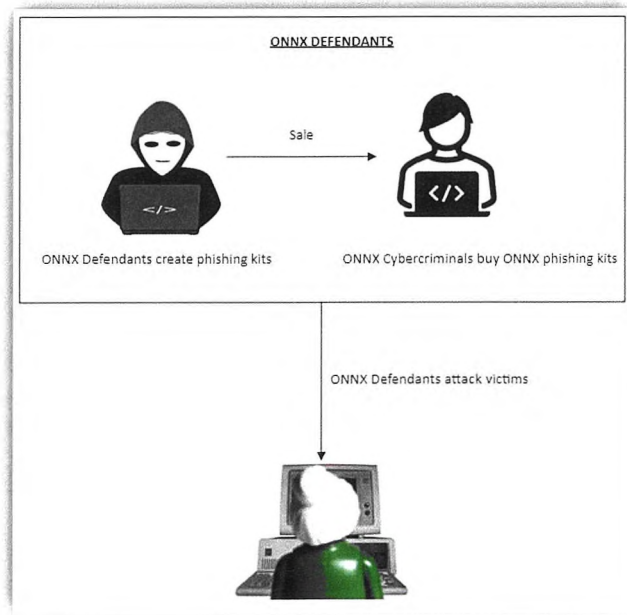 ONNX DEFENDANTS
Sale
</>
</>
ONNX Defendants create phishing kits
ONNX Cybercriminals buy ONNX phishing kits
ONNX Defendants attack victims